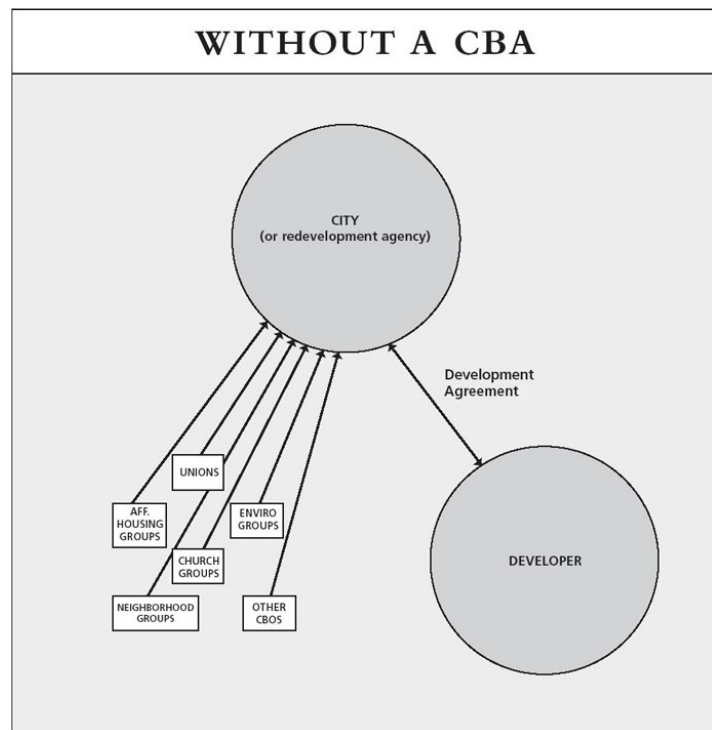 WITHOUT A CBA
CITY
(or redevelopment agency)
Development
Agreement
UNIONS
AFF.
HOUSING
GROUPS
ENVIRO
GROUPS
CHURCH
GROUPS
NEIGHBORHOOD
GROUPS
OTHER
CBOS
DEVELOPER